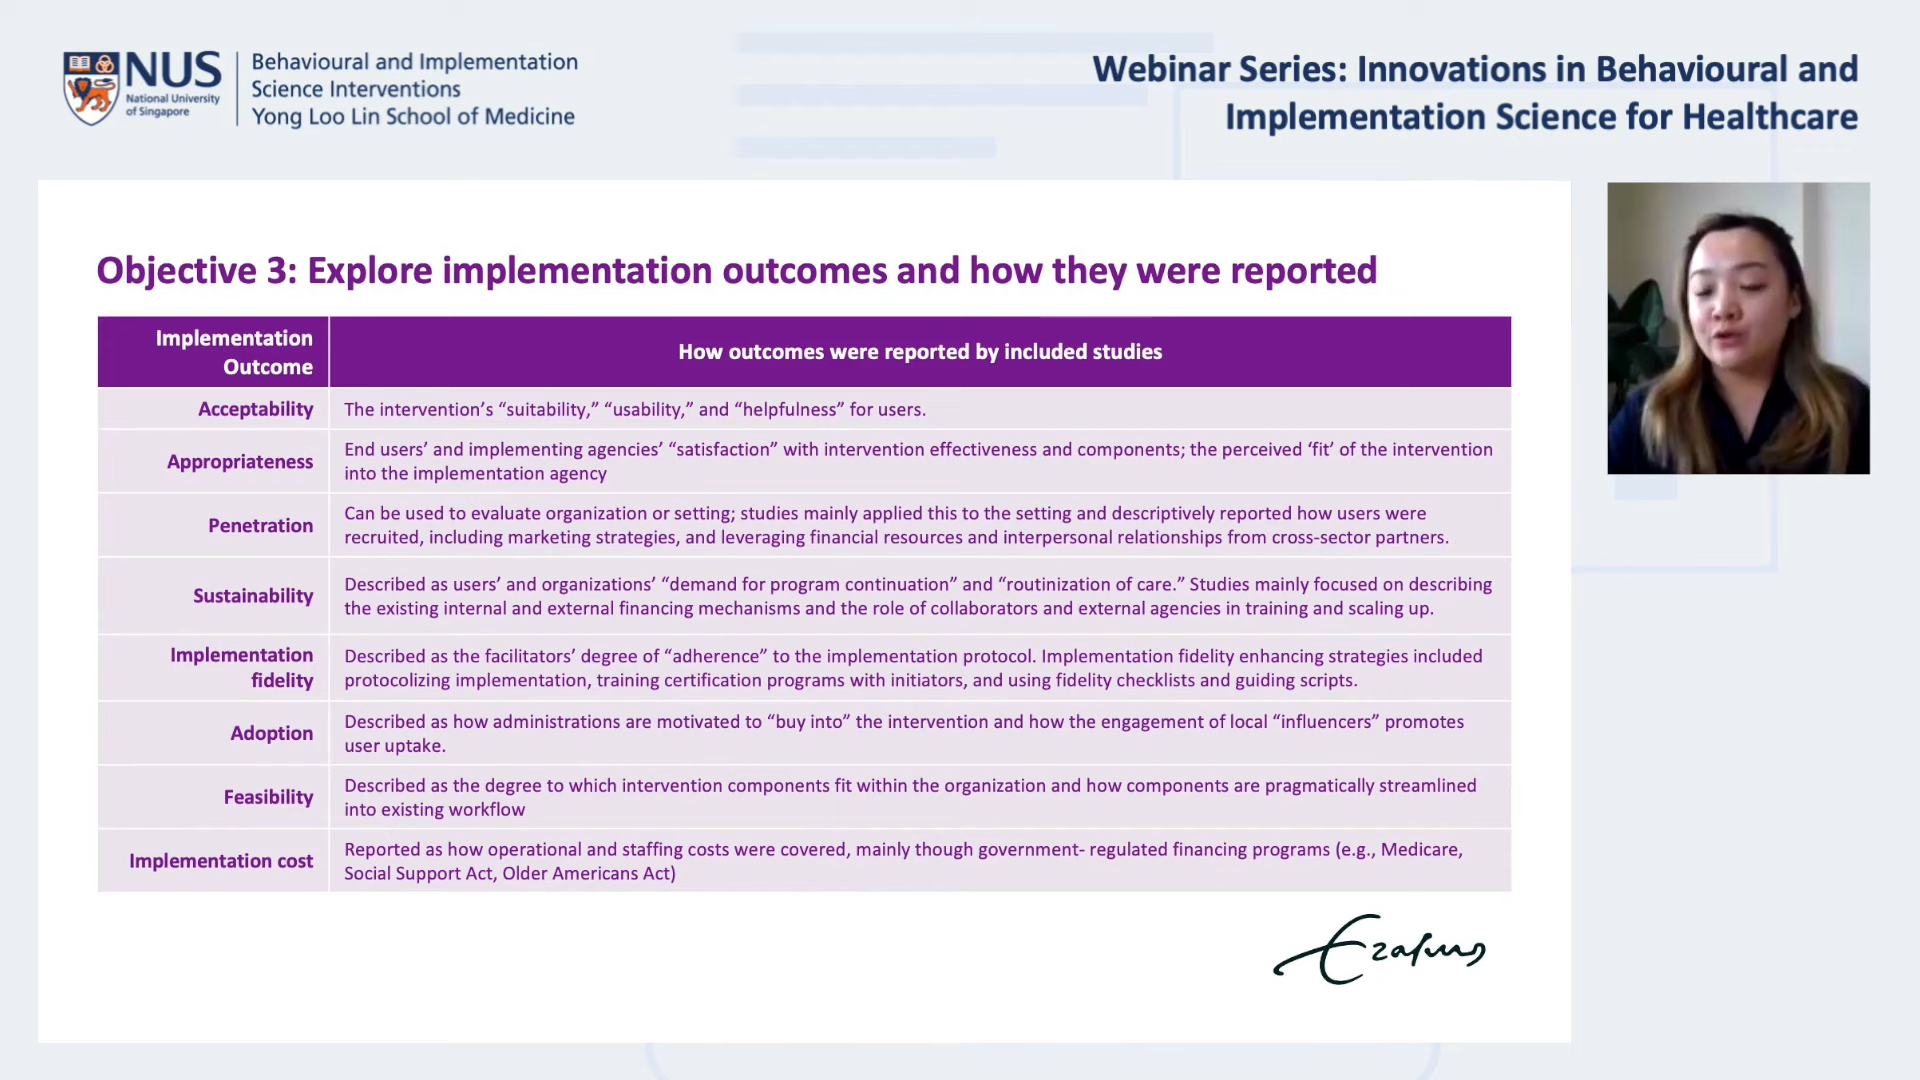 NUS
National University
of Singapore
Behavioural and Implementation
Science Interventions
Yong Loo Lin School of Medicine
Webinar Series: Innovations in Behavioural and
Implementation Science for Healthcare
Objective 3: Explore implementation outcomes and how they were reported
Implementation
Outcome
How outcomes were reported by included studies
Acceptability
The intervention’s “suitability,” “usability,” and “helpfulness” for users.
Appropriateness
End users’ and implementing agencies’ “satisfaction” with intervention effectiveness and components; the perceived ‘fit’ of the intervention
into the implementation agency
Penetration
Can be used to evaluate organization or setting; studies mainly applied this to the setting and descriptively reported how users were
recruited, including marketing strategies, and leveraging financial resources and interpersonal relationships from cross-sector partners.
Sustainability
Described as users’ and organizations’ “demand for program continuation” and “routinization of care.” Studies mainly focused on describing
the existing internal and external financing mechanisms and the role of collaborators and external agencies in training and scaling up.
Implementation
fidelity
Described as the facilitators’ degree of “adherence” to the implementation protocol. Implementation fidelity enhancing strategies included
protocolizing implementation, training certification programs with initiators, and using fidelity checklists and guiding scripts.
Adoption
Described as how administrations are motivated to “buy into” the intervention and how the engagement of local “influencers” promotes
user uptake.
Feasibility
Described as the degree to which intervention components fit within the organization and how components are pragmatically streamlined
into existing workflow
Implementation cost
Reported as how operational and staffing costs were covered, mainly though government- regulated financing programs (e.g., Medicare,
Social Support Act, Older Americans Act)
Erasmus